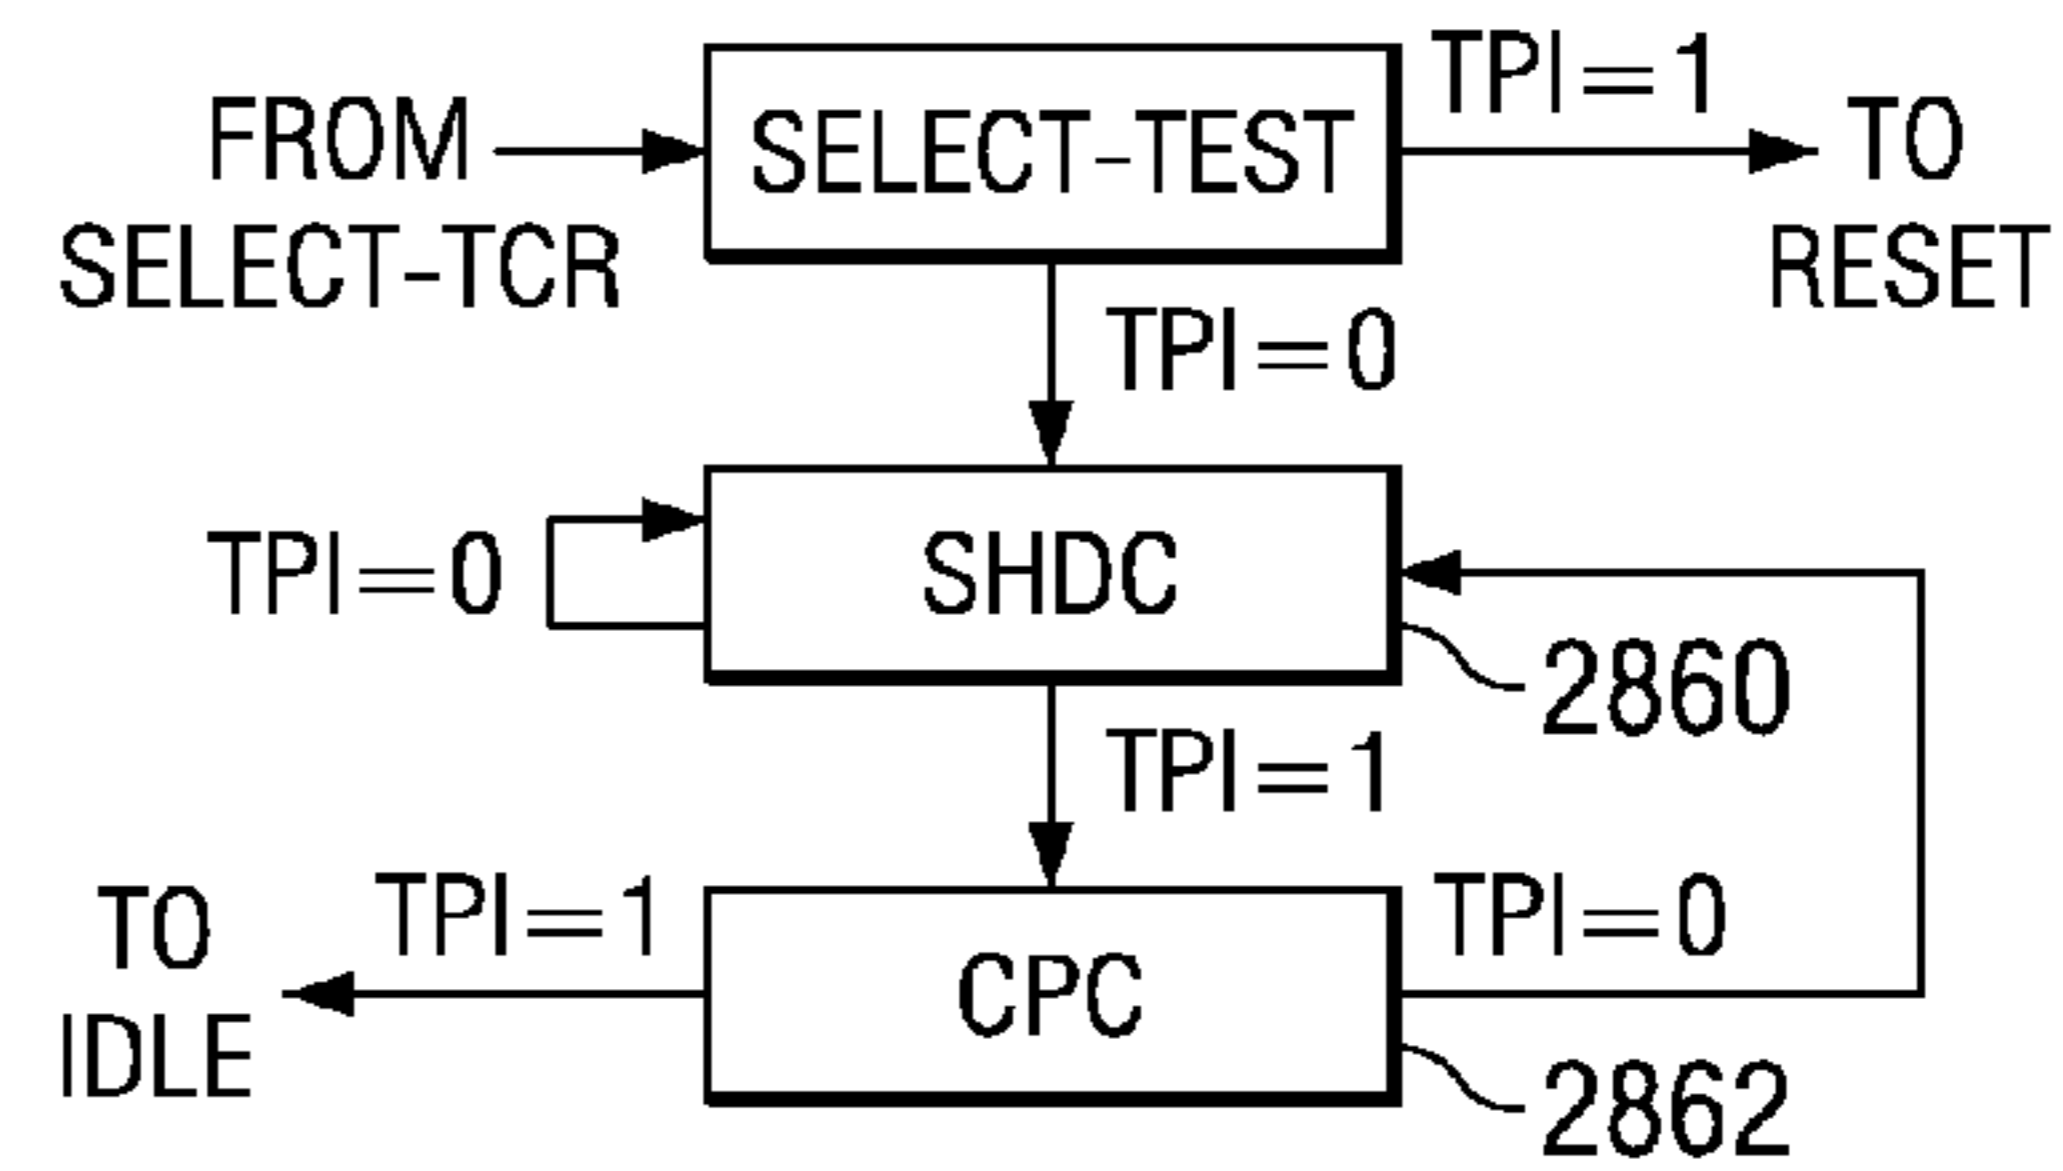 FROM
SELECT-TCR
SELECT-TEST
TPI=1
TO
RESET
TPI=0
TPI=0
SHDC
2860
TPI=1
TO
IDLE
TPI=1
CPC
TPI=0
2862